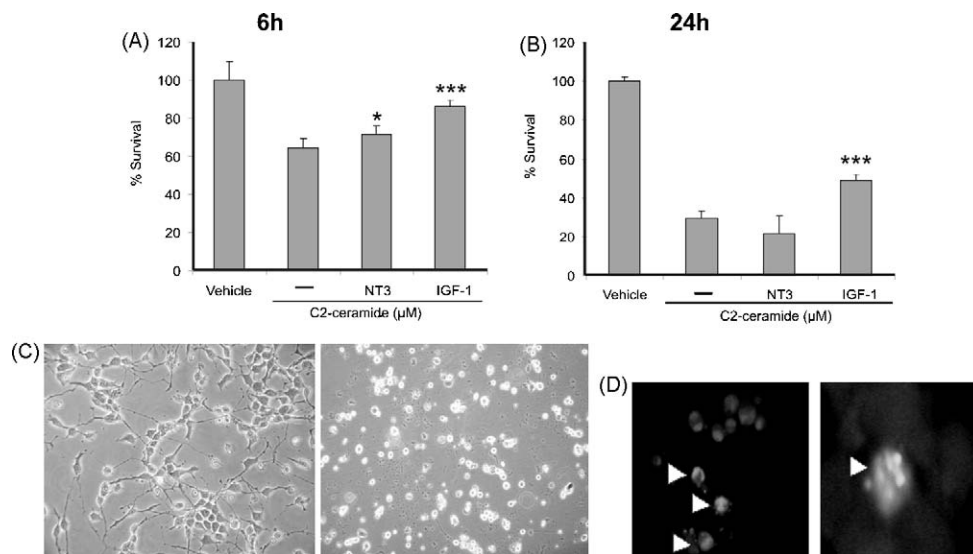 6h
24h
(A)
(B)
120
100
80
60
40
20
0
% Survival
*
***
Vehicle
—
NT3
IGF-1
C2-ceramide (µM)
120
100
80
60
40
20
0
% Survival
***
Vehicle
—
NT3
IGF-1
C2-ceramide (µM)
(C)
(D)